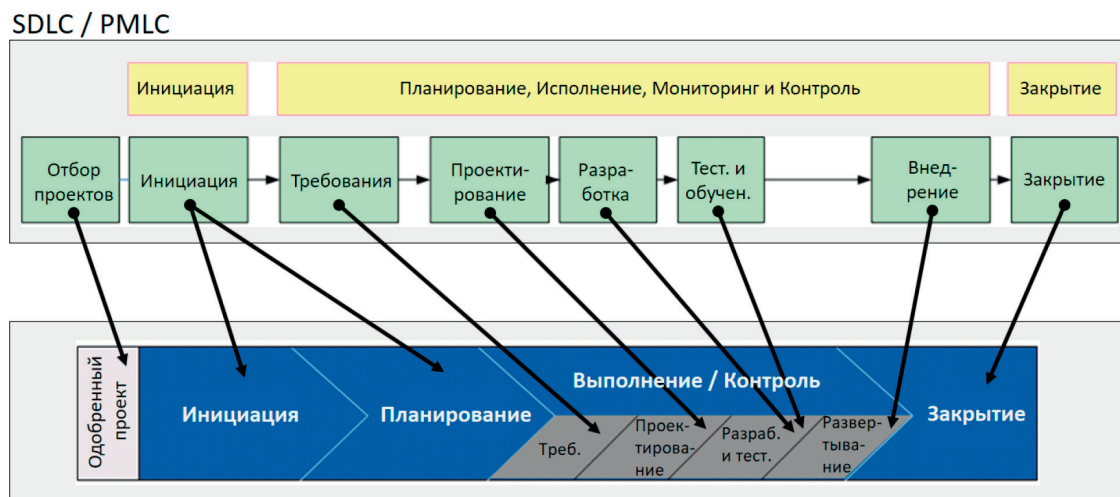 SDLC / PMLC
Инициация
Планирование, Исполнение, Мониторинг и Контроль
Закрытие
Отбор
проектов
Инициация
Требования
Проекти-
рование
Разра-
ботка
Тест. и
обучен.
Внед-
рение
Закрытие
Одобренный
проект
Инициация
Планирование
Выполнение / Контроль
Треб.
Проек-
тирова-
ние
Разраб.
и тест.
Развер-
тыва-
ние
Закрытие